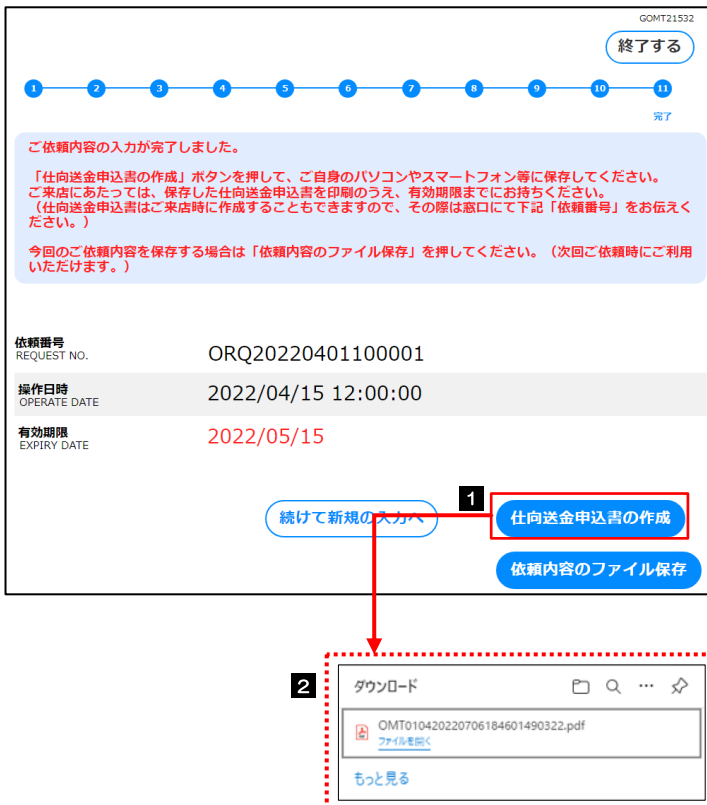 GOMT21532
終了する
1 2 3 4 5 6 7 8 9 10 11
完了
ご依頼内容の入力が完了しました。
「仕向送金申込書の作成」ボタンを押して、ご自身のパソコンやスマートフォン等に保存してください。
ご来店にあたっては、保存した仕向送金申込書を印刷のうえ、有効期限までにお持ちください。
（仕向送金申込書はご来店時に作成することもできますので、その際は窓口にて下記「依頼番号」をお伝えく
ださい。）
今回のご依頼内容を保存する場合は「依頼内容のファイル保存」を押してください。（次回ご依頼時にご利用
いただけます。）
依頼番号
REQUEST NO.
ORQ20220401100001
操作日時
OPERATE DATE
2022/04/15 12:00:00
有効期限
EXPIRY DATE
2022/05/15
1
続けて新規の入力へ
仕向送金申込書の作成
依頼内容のファイル保存
2
ダウンロード
OMT010420220706184601490322.pdf
ファイルを開く
もっと見る